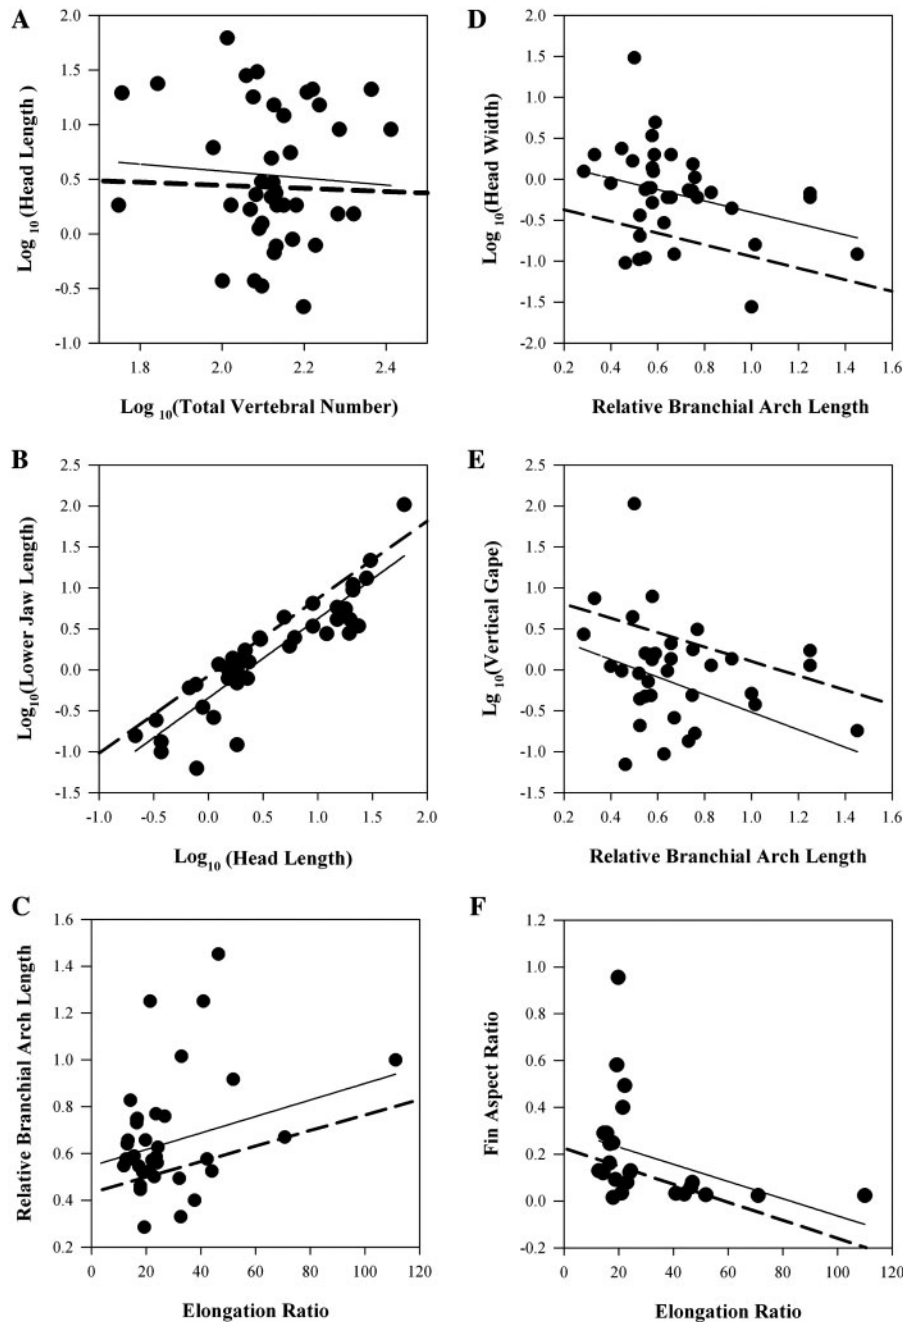 A
2.0
1.5
1.0
0.5
0.0
-0.5
-1.0
Log 10(Head Length )
1.8 2.0 2.2 2.4
Log 10(Total Vertebral Number)
D
2.0
1.5
1.0
0.5
0.0
-0.5
-1.0
-1.5
-2.0
Log 10(Head Width)
0.2 0.4 0.6 0.8 1.0 1.2 1.4 1.6
Relative Branchial Arch Length
B
2.5
2.0
1.5
1.0
0.5
0.0
-0.5
-1.0
-1.5
Log10(Lower Jaw Length)
-1.0 -0.5 0.0 0.5 1.0 1.5 2.0
Log10 (Head Length)
E
2.5
2.0
1.5
1.0
0.5
0.0
-0.5
-1.0
-1.5
Lg 10(Vertical Gape)
0.2 0.4 0.6 0.8 1.0 1.2 1.4 1.6
Relative Branchial Arch Length
C
1.6
1.4
1.2
1.0
0.8
0.6
0.4
0.2
Relative Branchial Arch Length
0 20 40 60 80 100 120
Elongation Ratio
F
1.2
1.0
0.8
0.6
0.4
0.2
0.0
-0.2
Fin Aspect Ratio
0 20 40 60 80 100 120
Elongation Ratio